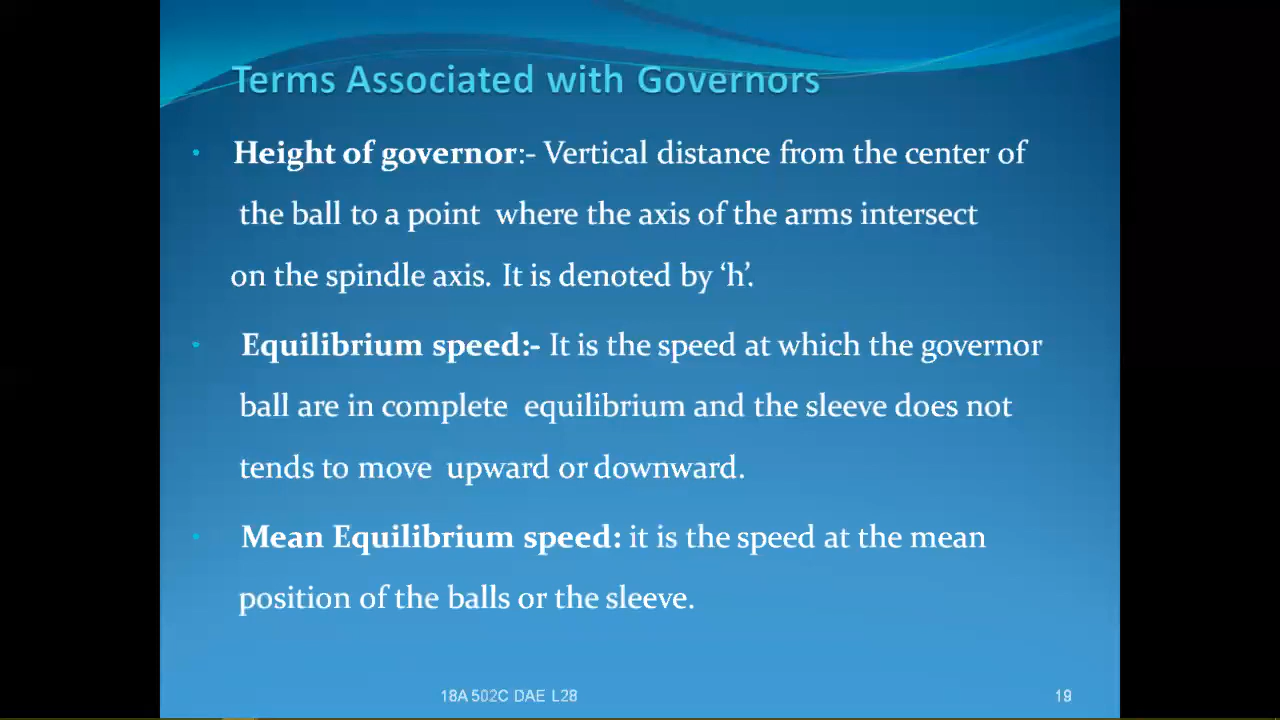 Terms Associated with Governors
• Height of governor:- Vertical distance from the center of
the ball to a point where the axis of the arms intersect
on the spindle axis. It is denoted by ‘h’.
• Equilibrium speed:- It is the speed at which the governor
ball are in complete equilibrium and the sleeve does not
tends to move upward or downward.
• Mean Equilibrium speed: it is the speed at the mean
position of the balls or the sleeve.
18A 502C DAE L28
19